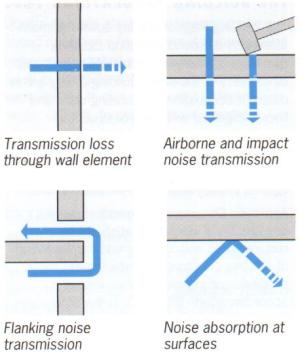 Transmission loss
through wall element
Airborne and impact
noise transmission
Flanking noise
transmission
Noise absorption at
surfaces